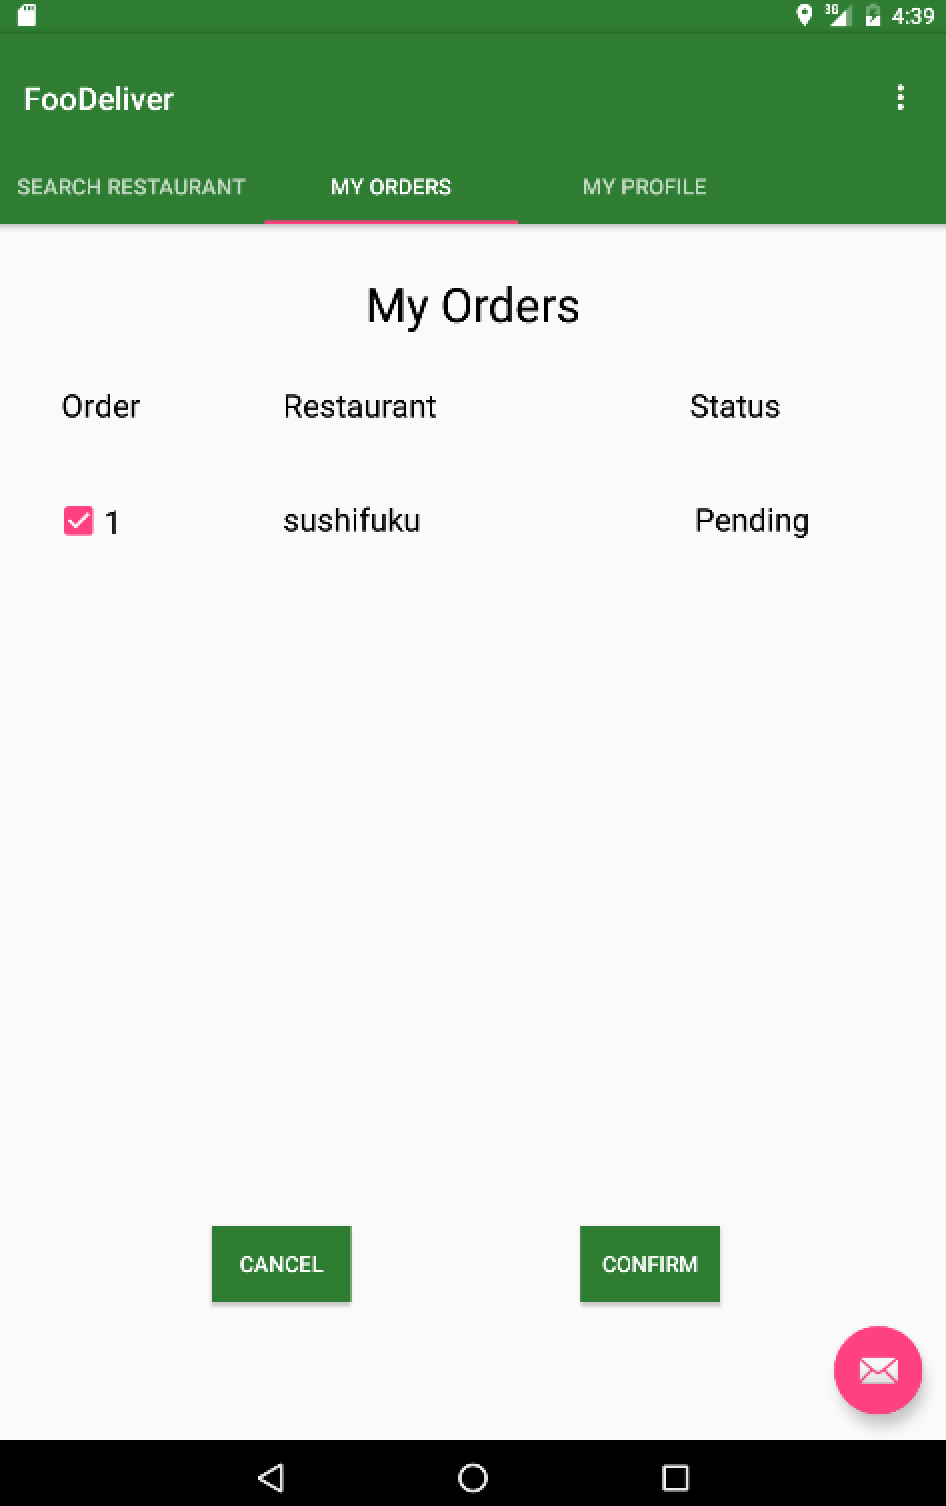 3G 4:39
FooDeliver
SEARCH RESTAURANT MY ORDERS MY PROFILE
My Orders
Order Restaurant Status
1 sushifuku Pending
CANCEL CONFIRM